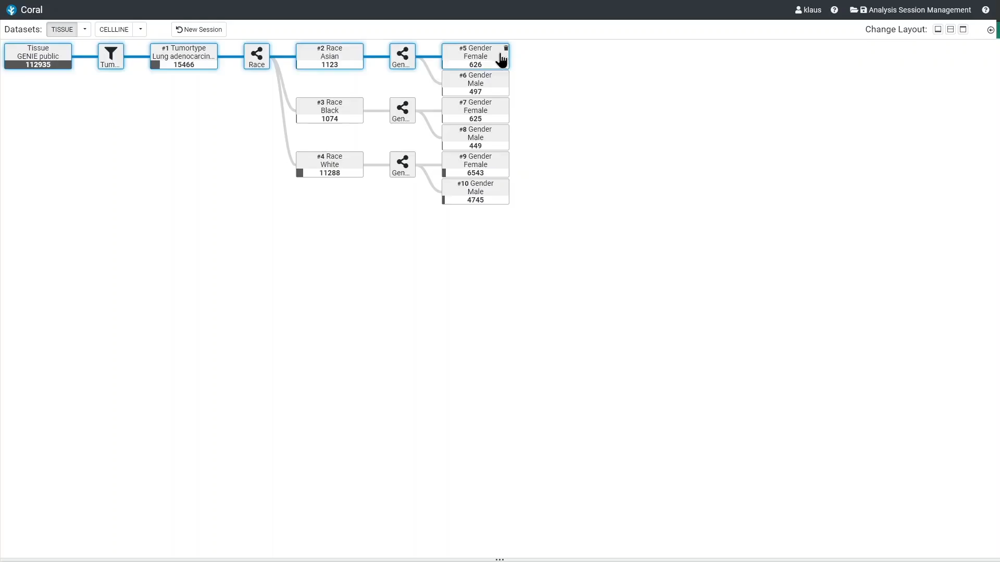 Coral
klaus
Analysis Session Management
Datasets:
TISSUE
CELLLINE
New Session
Change Layout:
Tissue
GENIE public
112935
Tum...
#1 Tumortype
Lung adenocarcin...
15466
Race
#2 Race
Asian
1123
Gen...
#5 Gender
Female
626
#6 Gender
Male
497
#3 Race
Black
1074
Gen...
#7 Gender
Female
625
#8 Gender
Male
449
#4 Race
White
11288
Gen...
#9 Gender
Female
6543
#10 Gender
Male
4745